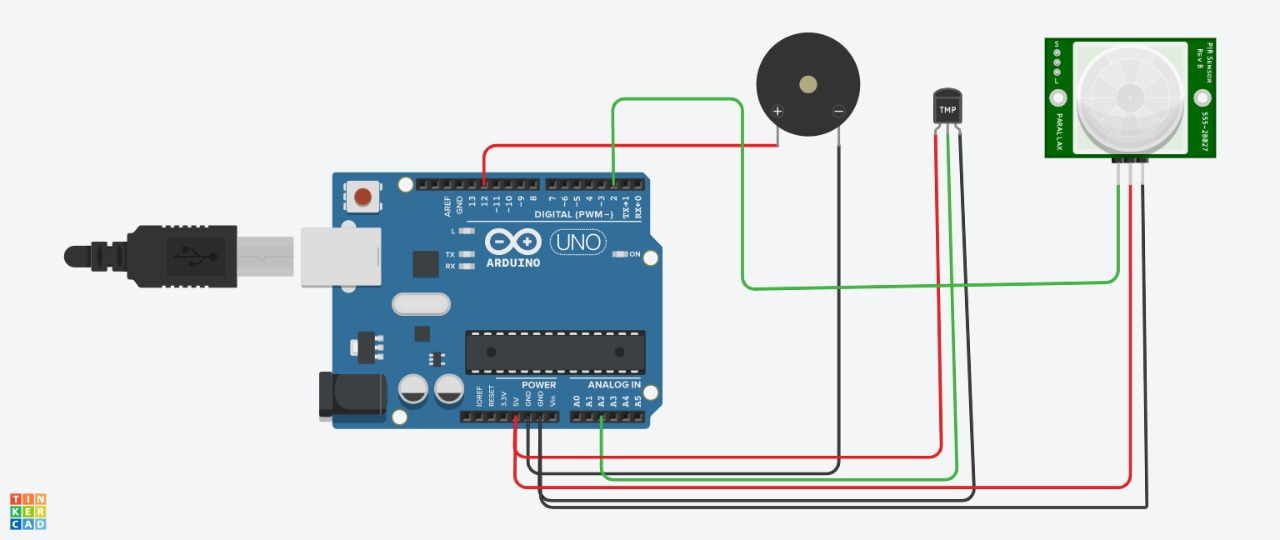 +
−
TMP
S
L
PIR SENSOR
REV B
PARALLAX
555-28027
AREF
GND
13
12
~11
~10
~9
8
7
~6
~5
4
~3
2
TX→1
RX←0
DIGITAL (PWM~)
L
TX
RX
UNO
ARDUINO
ON
POWER
ANALOG IN
IOREF
RESET
3.3V
5V
GND
GND
Vin
A0
A1
A2
A3
A4
A5
TIN
KER
CAD